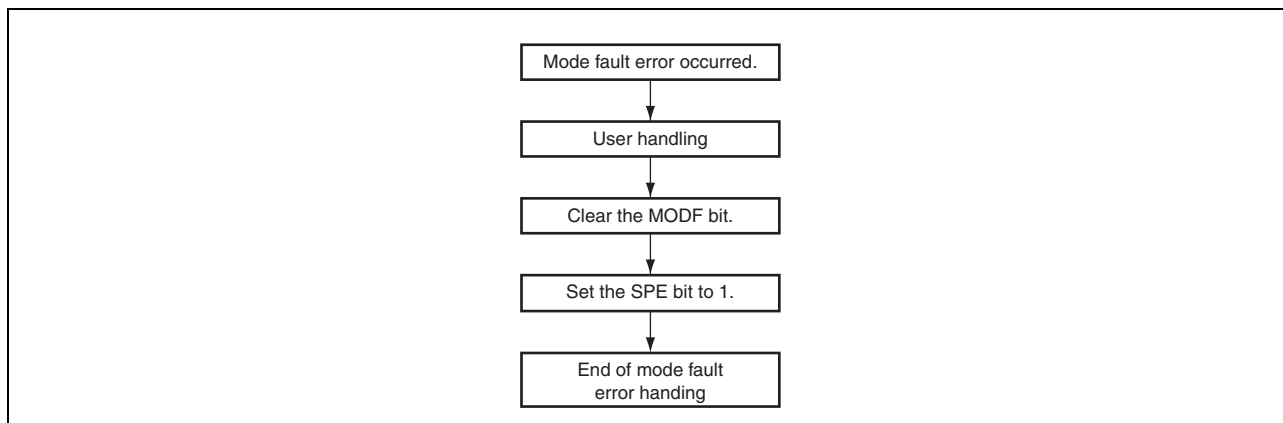 Mode fault error occurred.
User handling
Clear the MODF bit.
Set the SPE bit to 1.
End of mode fault
error handing